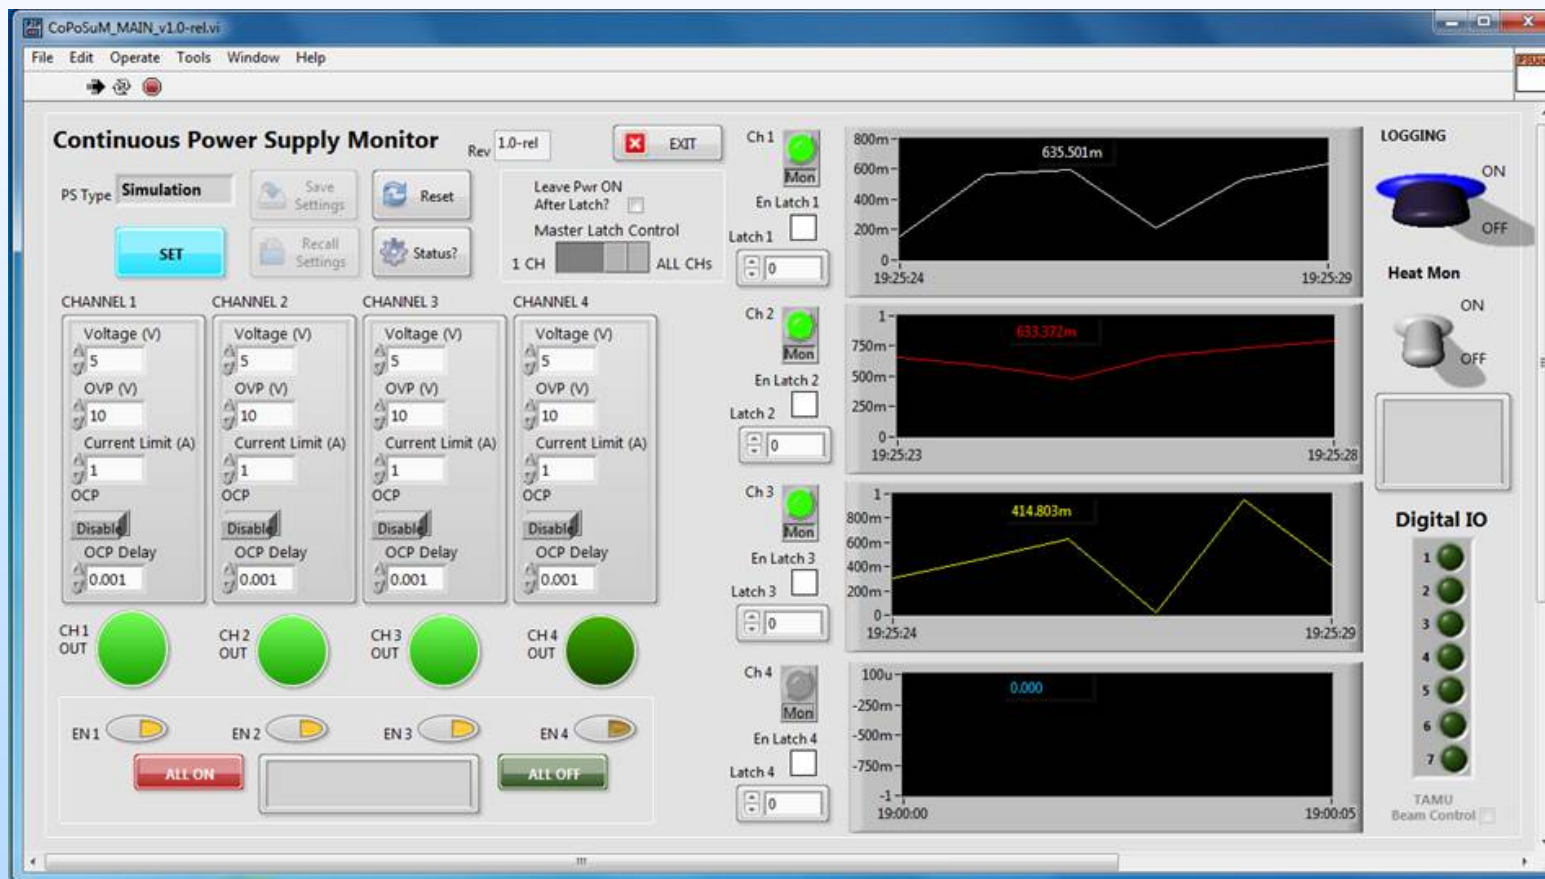 CoPoSuM_MAIN_v1.0-rel.vi
File Edit Operate Tools Window Help
Continuous Power Supply Monitor
Rev 1.0-rel
EXIT
PS Type Simulation
Save Settings
Reset
SET
Recall Settings
Status?
Leave Pwr ON
After Latch?
Master Latch Control
1 CH ALL CHs
CHANNEL 1 CHANNEL 2 CHANNEL 3 CHANNEL 4
Voltage (V) Voltage (V) Voltage (V) Voltage (V)
5 5 5 5
OVP (V) OVP (V) OVP (V) OVP (V)
10 10 10 10
Current Limit (A) Current Limit (A) Current Limit (A) Current Limit (A)
1 1 1 1
OCP OCP OCP OCP
Disable Disable Disable Disable
OCP Delay OCP Delay OCP Delay OCP Delay
0.001 0.001 0.001 0.001
CH 1 OUT
CH 2 OUT
CH 3 OUT
CH 4 OUT
EN 1 EN 2 EN 3 EN 4
ALL ON ALL OFF
Ch 1
Mon
En Latch 1
Latch 1
0
800m
600m
400m
200m
0
635.501m
19:25:24 19:25:29
Ch 2
Mon
En Latch 2
Latch 2
0
1
750m
500m
250m
0
633.372m
19:25:23 19:25:28
Ch 3
Mon
En Latch 3
Latch 3
0
1
800m
600m
400m
200m
0
414.803m
19:25:24 19:25:29
Ch 4
Mon
En Latch 4
Latch 4
0
100u
-250m
-500m
-750m
-1
0.000
19:00:00 19:00:05
LOGGING
ON
OFF
Heat Mon
ON
OFF
Digital IO
1
2
3
4
5
6
7
TAMU
Beam Control